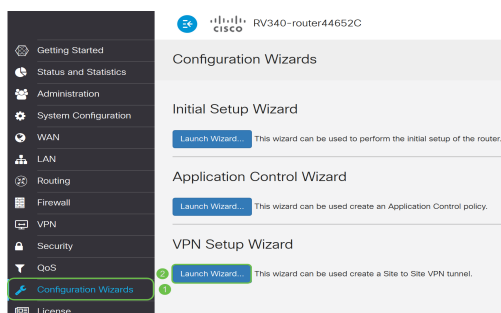 CISCO RV340-router44652C
Getting Started
Status and Statistics
Administration
System Configuration
WAN
LAN
Routing
Firewall
VPN
Security
QoS
Configuration Wizards
License
Configuration Wizards
Initial Setup Wizard
Launch Wizard... This wizard can be used to perform the initial setup of the router.
Application Control Wizard
Launch Wizard... This wizard can be used create an Application Control policy.
VPN Setup Wizard
2 Launch Wizard... This wizard can be used create a Site to Site VPN tunnel.
1